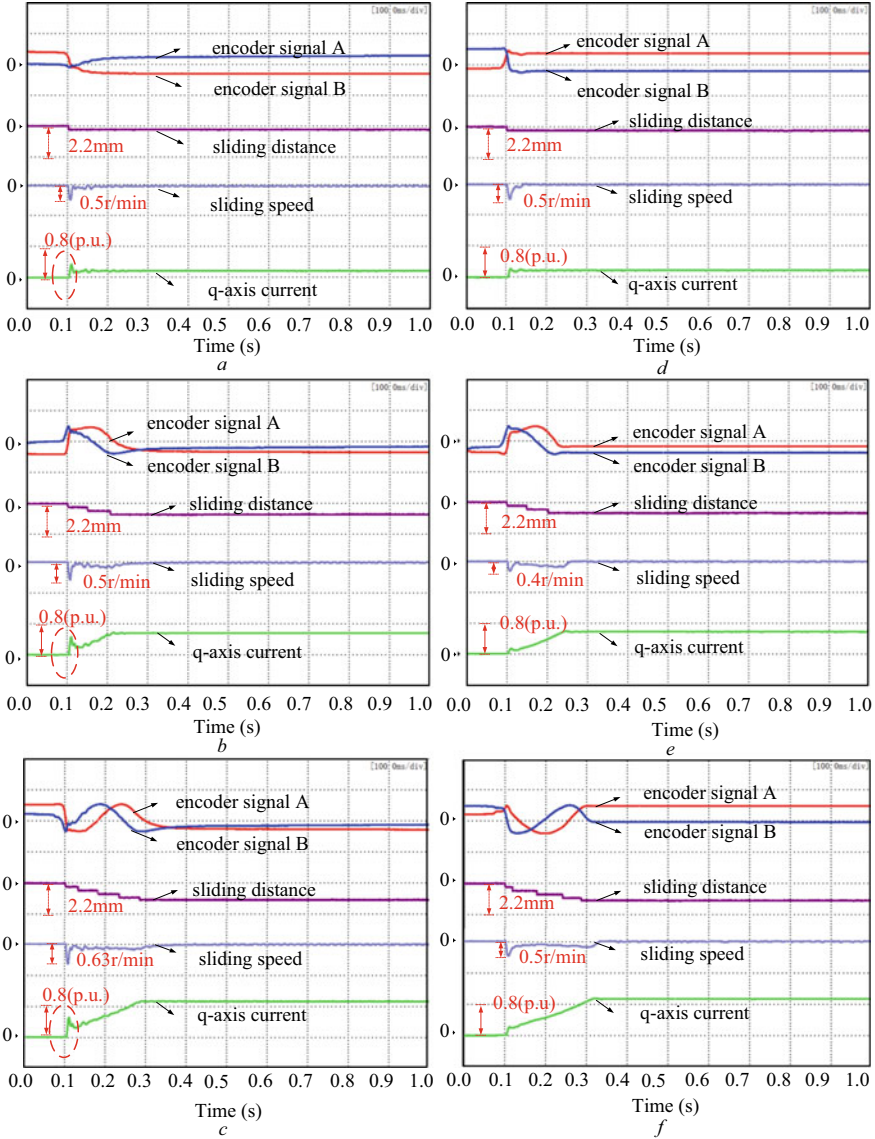 [100.0ms/div]
encoder signal A
0
encoder signal B
0
sliding distance
2.2mm
0
0.5r/min
sliding speed
0.8(p.u.)
0
q-axis current
0.0 0.1 0.2 0.3 0.4 0.5 0.6 0.7 0.8 0.9 1.0
Time (s)
a
[100.0ms/div]
encoder signal A
0
encoder signal B
0
sliding distance
2.2mm
0
0.5r/min
sliding speed
0.8(p.u.)
0
q-axis current
0.0 0.1 0.2 0.3 0.4 0.5 0.6 0.7 0.8 0.9 1.0
Time (s)
d
[100.0ms/div]
encoder signal A
0
encoder signal B
0
sliding distance
2.2mm
0
0.5r/min
sliding speed
0.8(p.u.)
q-axis current
0
0.0 0.1 0.2 0.3 0.4 0.5 0.6 0.7 0.8 0.9 1.0
Time (s)
b
[100.0ms/div]
encoder signal A
0
encoder signal B
0
sliding distance
2.2mm
0
0.4r/min
sliding speed
0.8(p.u.)
q-axis current
0
0.0 0.1 0.2 0.3 0.4 0.5 0.6 0.7 0.8 0.9 1.0
Time (s)
e
[100.0ms/div]
encoder signal A
0
encoder signal B
0
sliding distance
2.2mm
0
0.63r/min
sliding speed
0.8(p.u.)
q-axis current
0
0.0 0.1 0.2 0.3 0.4 0.5 0.6 0.7 0.8 0.9 1.0
Time (s)
c
[100.0ms/div]
encoder signal A
0
encoder signal B
0
sliding distance
2.2mm
0
0.5r/min
sliding speed
0.8(p.u)
q-axis current
0
0.0 0.1 0.2 0.3 0.4 0.5 0.6 0.7 0.8 0.9 1.0
Time (s)
f